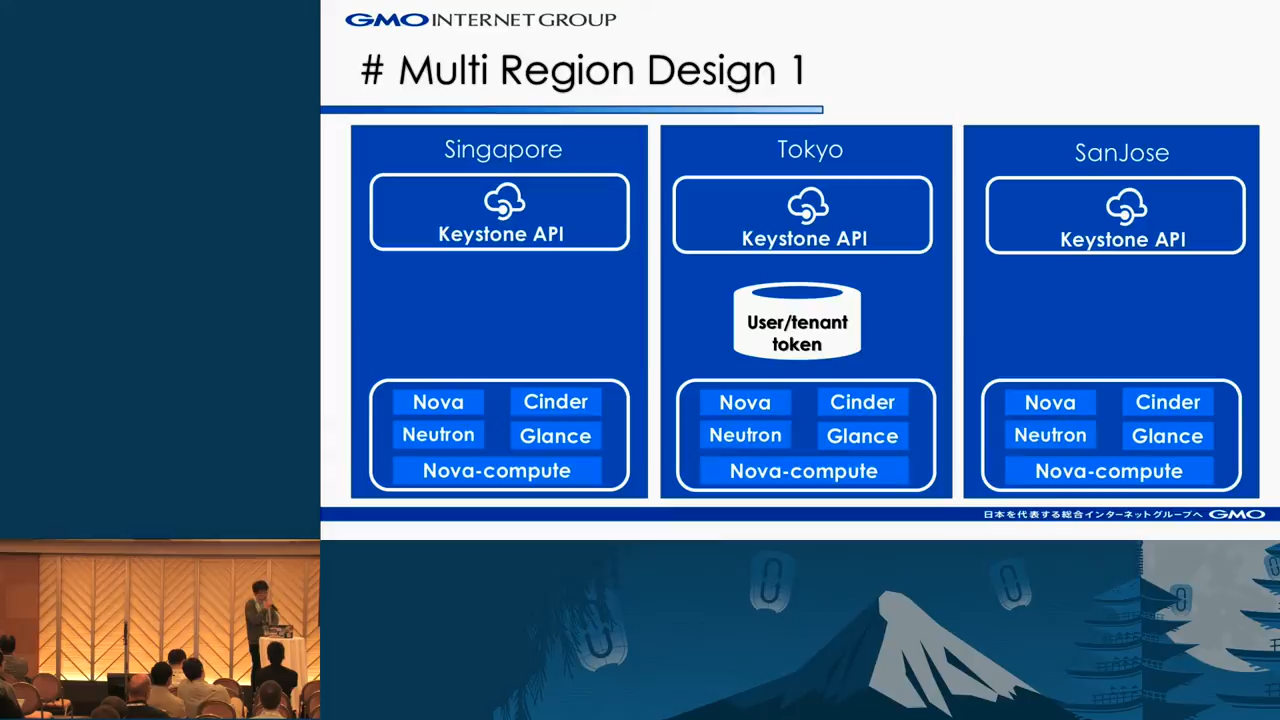 GMO INTERNET GROUP
# Multi Region Design 1
Singapore
Keystone API
Nova
Cinder
Neutron
Glance
Nova-compute
Tokyo
Keystone API
User/tenant
token
Nova
Cinder
Neutron
Glance
Nova-compute
SanJose
Keystone API
Nova
Cinder
Neutron
Glance
Nova-compute
日本を代表する総合インターネットグループへ GMO